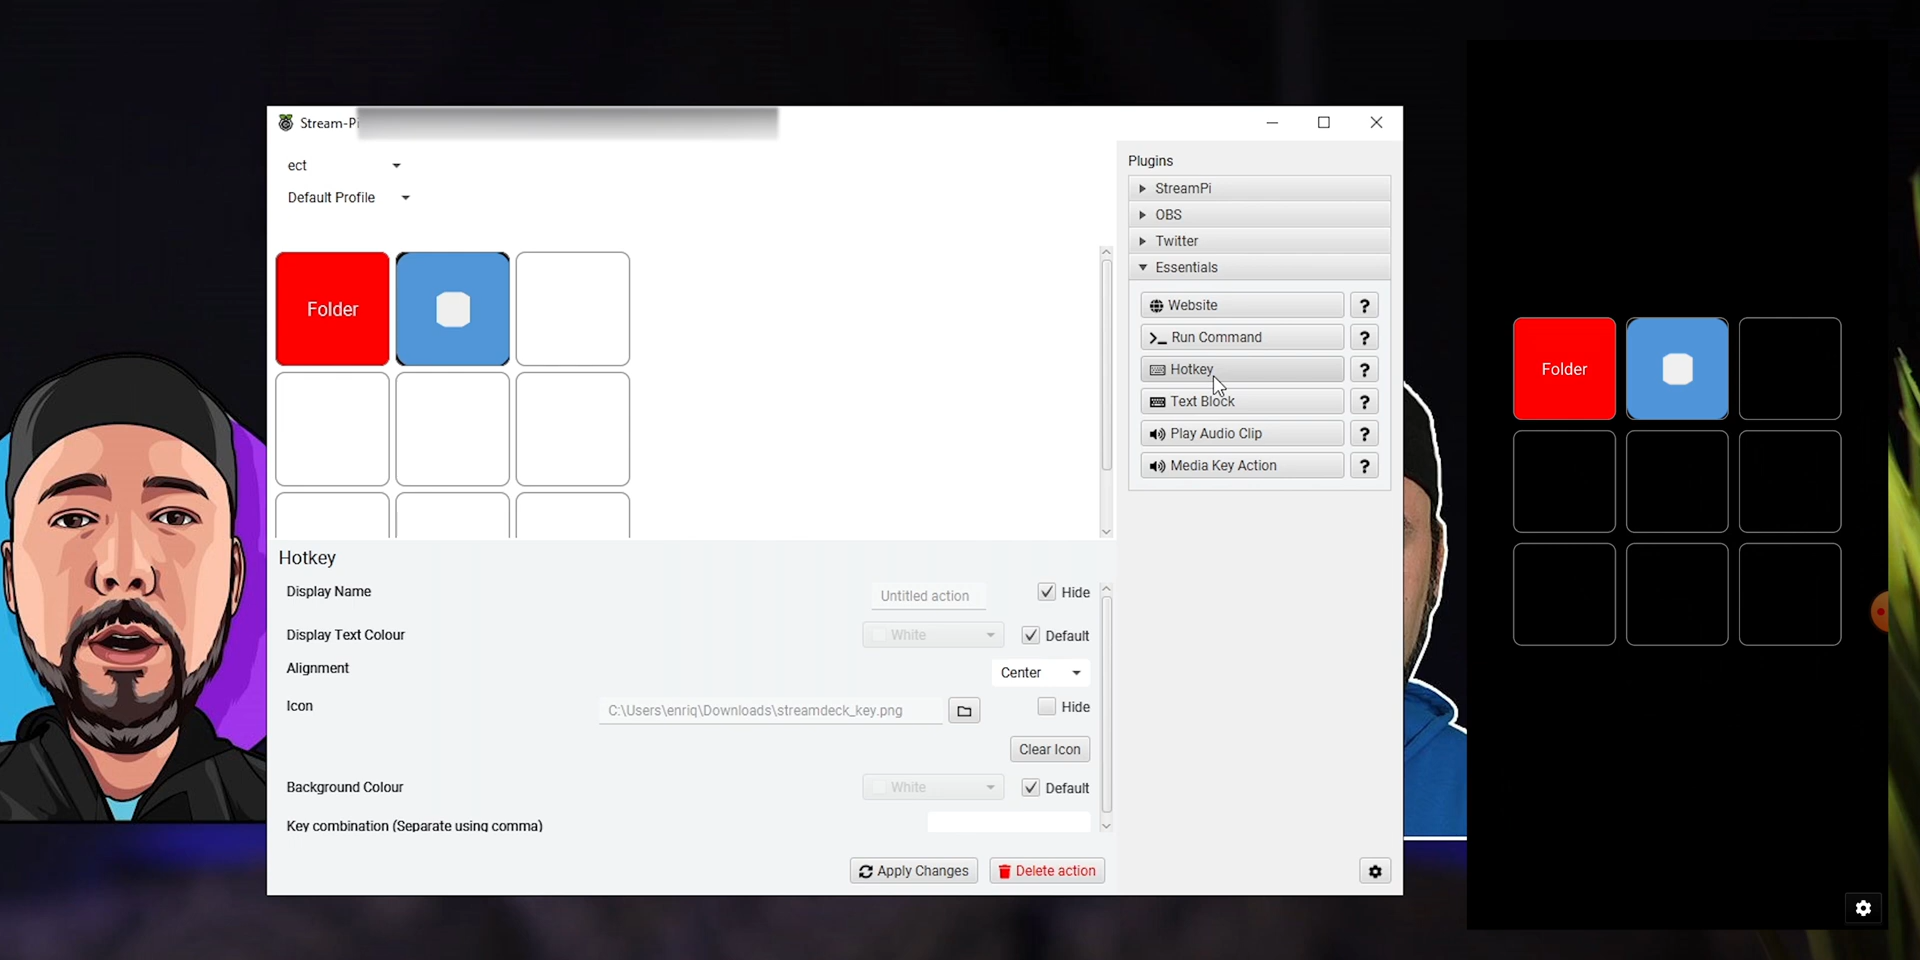 Stream-P
ect
Default Profile
Folder
Plugins
StreamPi
OBS
Twitter
Essentials
Website ?
Run Command ?
Hotkey ?
Text Block ?
Play Audio Clip ?
Media Key Action ?
Hotkey
Display Name Untitled action Hide
Display Text Colour White Default
Alignment Center
Icon C:\Users\enriq\Downloads\streamdeck_key.png Hide
Clear Icon
Background Colour White Default
Key combination (Separate using comma)
Apply Changes Delete action
Folder